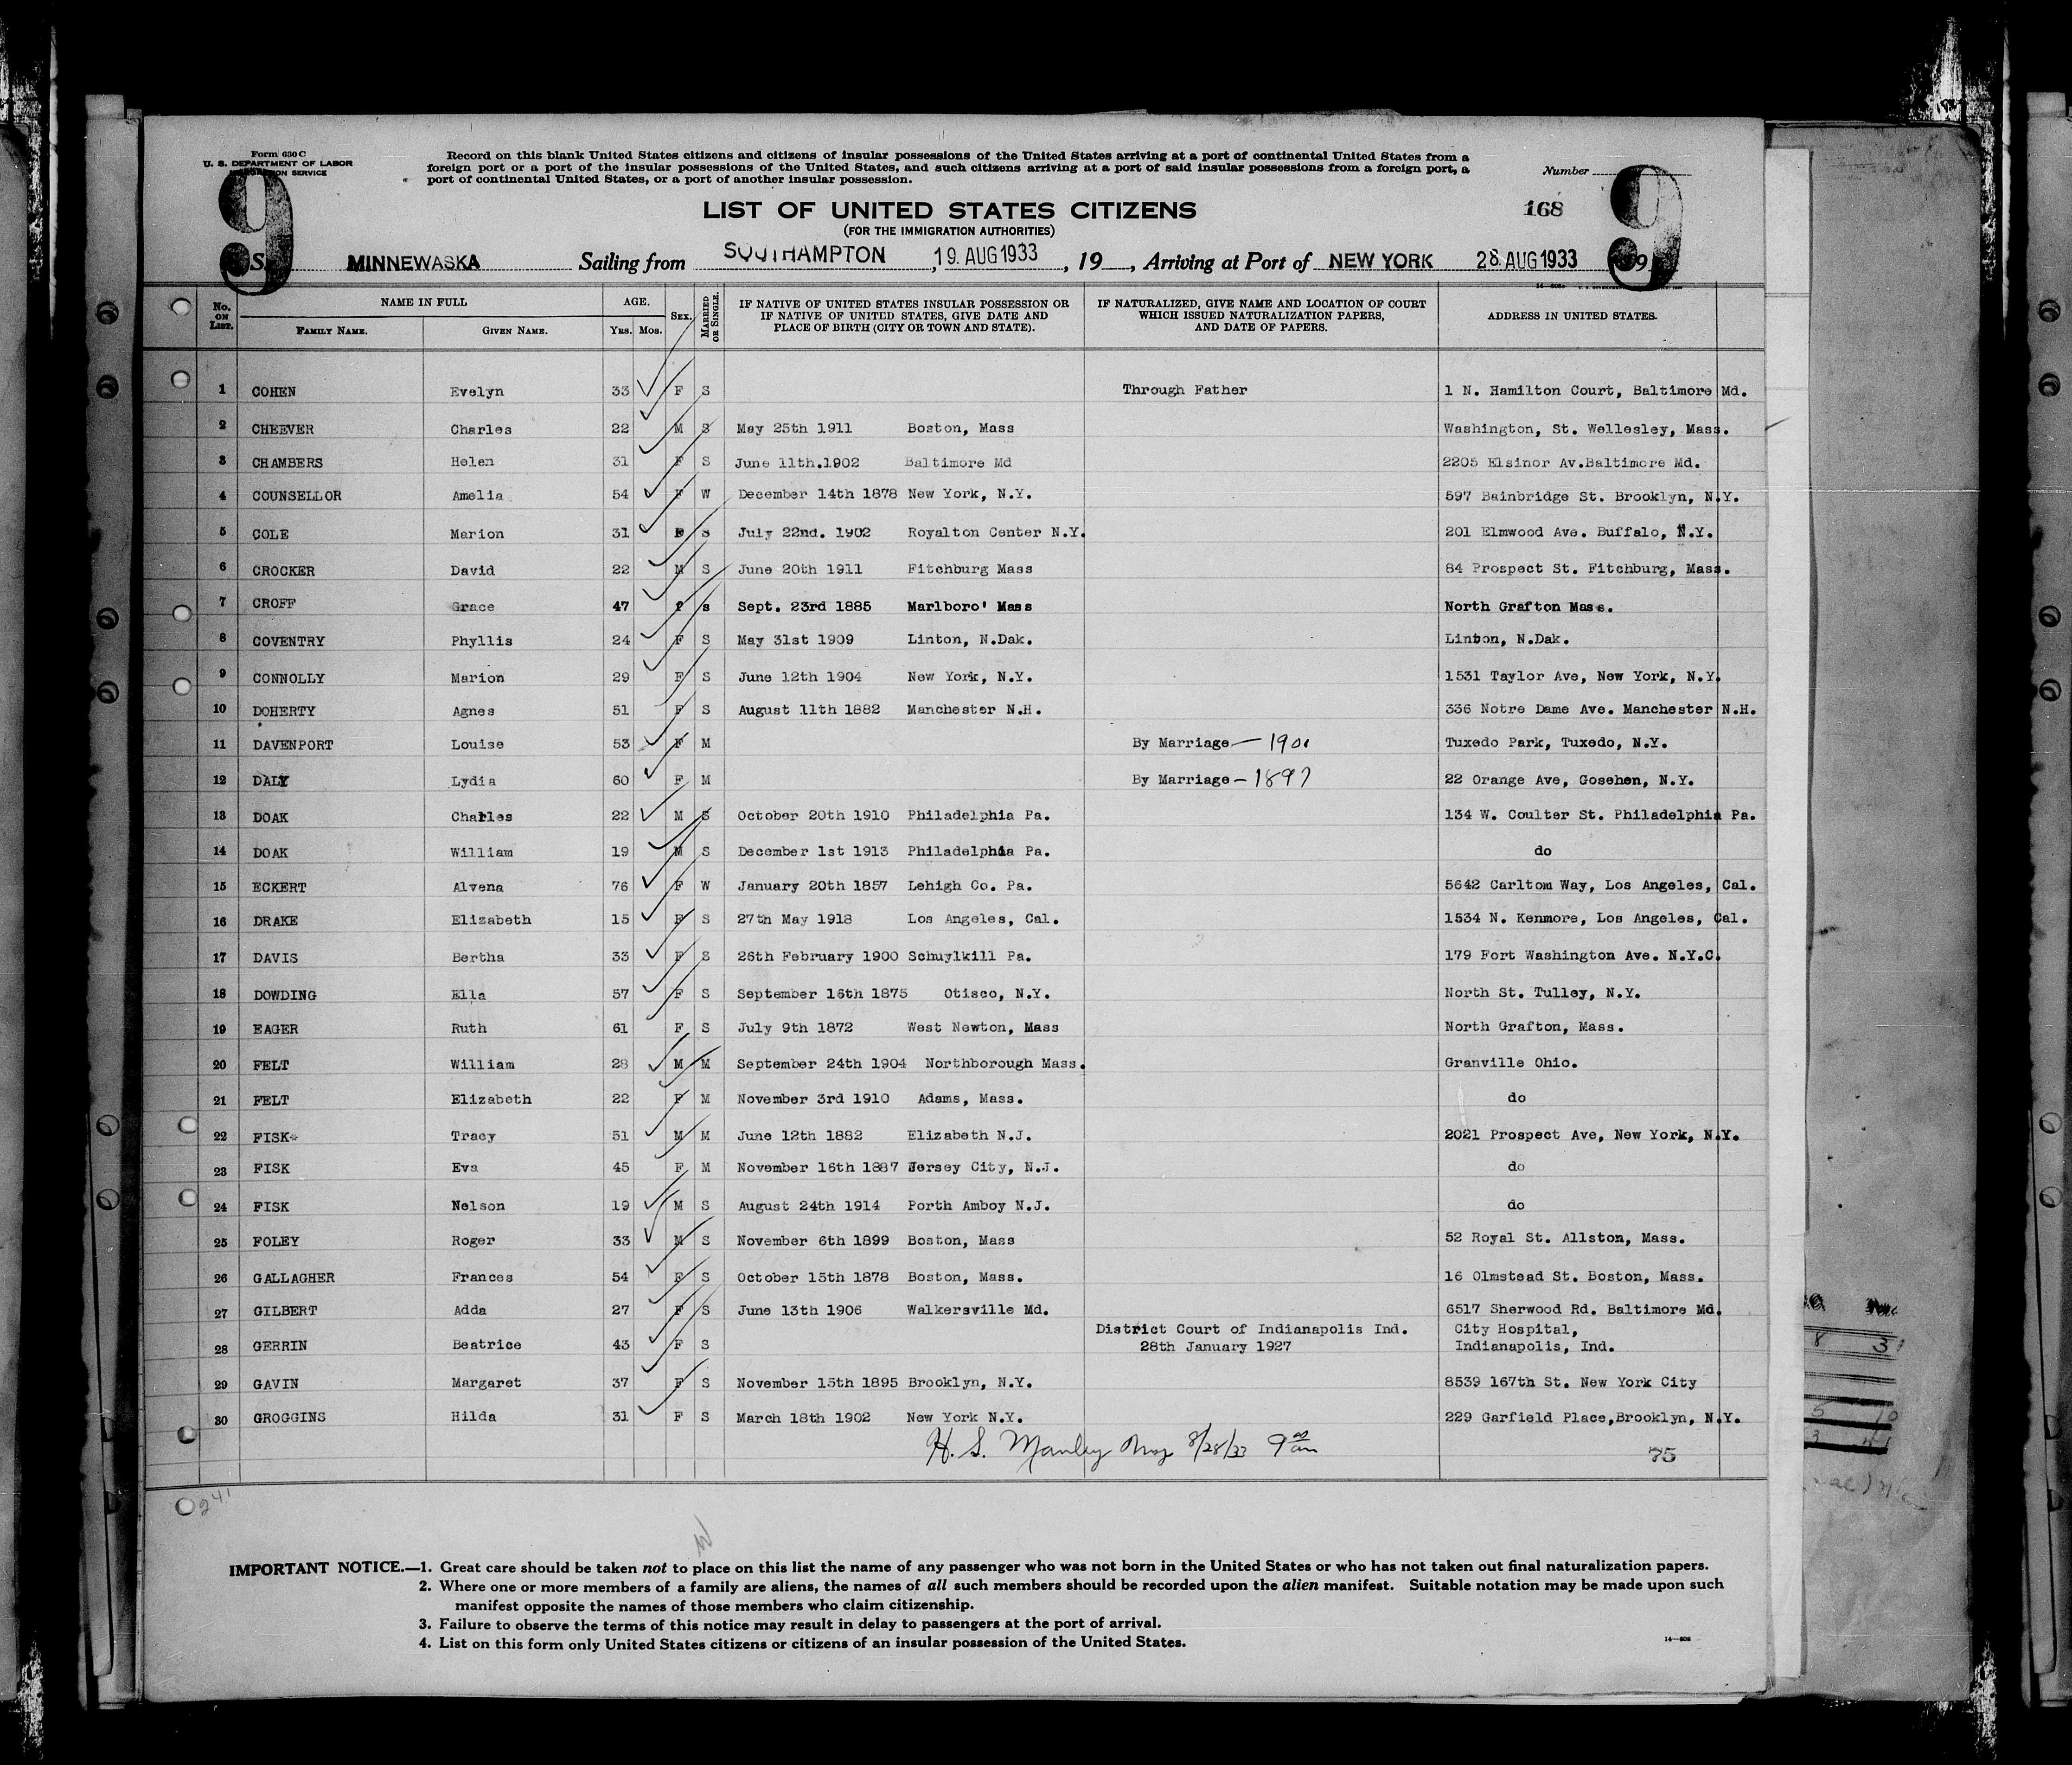 Form 630 C
U. S. DEPARTMENT OF LABOR
SERVICE
Record on this blank United States citizens and citizens of insular possessions of the United States arriving at a port of continental United States from a
foreign port or a port of the insular possessions of the United States, and such citizens arriving at a port of said insular possessions from a foreign port, a
port of continental United States, or a port of another insular possession.
Number
9
9
LIST OF UNITED STATES CITIZENS
168
(FOR THE IMMIGRATION AUTHORITIES)
S. MINNEWASKA Sailing from SOUTHAMPTON, 19. AUG 1933, 19__, Arriving at Port of NEW YORK 28 AUG 1933
No. ON LIST. NAME IN FULL AGE. SEX. MARRIED OR SINGLE. IF NATIVE OF UNITED STATES INSULAR POSSESSION OR IF NATIVE OF UNITED STATES, GIVE DATE AND PLACE OF BIRTH (CITY OR TOWN AND STATE). IF NATURALIZED, GIVE NAME AND LOCATION OF COURT WHICH ISSUED NATURALIZATION PAPERS, AND DATE OF PAPERS. ADDRESS IN UNITED STATES.
FAMILY NAME. GIVEN NAME. YRS. MOS.
1 COHEN Evelyn 33 F S Through Father 1 N. Hamilton Court, Baltimore Md.
2 CHEEVER Charles 22 M S May 25th 1911 Boston, Mass Washington, St. Wellesley, Mass.
3 CHAMBERS Helen 31 F S June 11th.1902 Baltimore Md 2205 Elsinor Av.Baltimore Md.
4 COUNSELLOR Amelia 54 F W December 14th 1878 New York, N.Y. 597 Bainbridge St. Brooklyn, N.Y.
5 COLE Marion 31 s July 22nd. 1902 Royalton Center N.Y. 201 Elmwood Ave. Buffalo, N.Y.
6 CROCKER David 22 M S June 20th 1911 Fitchburg Mass 84 Prospect St. Fitchburg, Mass.
7 CROFF Grace 47 f s Sept. 23rd 1885 Marlboro' Mass North Grafton Mass.
8 COVENTRY Phyllis 24 F S May 31st 1909 Linton, N.Dak. Linton, N.Dak.
9 CONNOLLY Marion 29 F S June 12th 1904 New York, N.Y. 1531 Taylor Ave, New York, N.Y.
10 DOHERTY Agnes 51 F S August 11th 1882 Manchester N.H. 336 Notre Dame Ave. Manchester N.H.
11 DAVENPORT Louise 53 F M By Marriage — 1901 Tuxedo Park, Tuxedo, N.Y.
12 DALY Lydia 60 F M By Marriage — 1897 22 Orange Ave, Gosehen, N.Y.
13 DOAK Charles 22 M S October 20th 1910 Philadelphia Pa. 134 W. Coulter St. Philadelphia Pa.
14 DOAK William 19 M S December 1st 1913 Philadelphia Pa. do
15 ECKERT Alvena 76 F W January 20th 1857 Lehigh Co. Pa. 5642 Carltom Way, Los Angeles, Cal.
16 DRAKE Elizabeth 15 F S 27th May 1918 Los Angeles, Cal. 1534 N. Kenmore, Los Angeles, Cal.
17 DAVIS Bertha 33 F S 26th February 1900 Schuylkill Pa. 179 Fort Washington Ave. N.Y.C.
18 DOWDING Ella 57 F S September 16th 1875 Otisco, N.Y. North St. Tulley, N.Y.
19 EAGER Ruth 61 F S July 9th 1872 West Newton, Mass North Grafton, Mass.
20 FELT William 28 M M September 24th 1904 Northborough Mass. Granville Ohio.
21 FELT Elizabeth 22 F M November 3rd 1910 Adams, Mass. do
22 FISK Tracy 51 M M June 12th 1882 Elizabeth N.J. 2021 Prospect Ave, New York, N.Y.
23 FISK Eva 45 F M November 16th 1887 Jersey City, N.J. do
24 FISK Nelson 19 M S August 24th 1914 Porth Amboy N.J. do
25 FOLEY Roger 33 M S November 6th 1899 Boston, Mass 52 Royal St. Allston, Mass.
26 GALLAGHER Frances 54 F S October 15th 1878 Boston, Mass. 16 Olmstead St. Boston, Mass.
27 GILBERT Adda 27 F S June 13th 1906 Walkersville Md. 6517 Sherwood Rd. Baltimore Md.
28 GERRIN Beatrice 43 F S District Court of Indianapolis Ind. 28th January 1927 City Hospital, Indianapolis, Ind.
29 GAVIN Margaret 37 F S November 15th 1895 Brooklyn, N.Y. 8539 167th St. New York City
30 GROGGINS Hilda 31 F S March 18th 1902 New York N.Y. 229 Garfield Place,Brooklyn, N.Y.
H. S. Manley 8/28/33 9 00 am
75
241
IMPORTANT NOTICE.—1. Great care should be taken not to place on this list the name of any passenger who was not born in the United States or who has not taken out final naturalization papers.
2. Where one or more members of a family are aliens, the names of all such members should be recorded upon the alien manifest. Suitable notation may be made upon such
manifest opposite the names of those members who claim citizenship.
3. Failure to observe the terms of this notice may result in delay to passengers at the port of arrival.
4. List on this form only United States citizens or citizens of an insular possession of the United States.
14—808